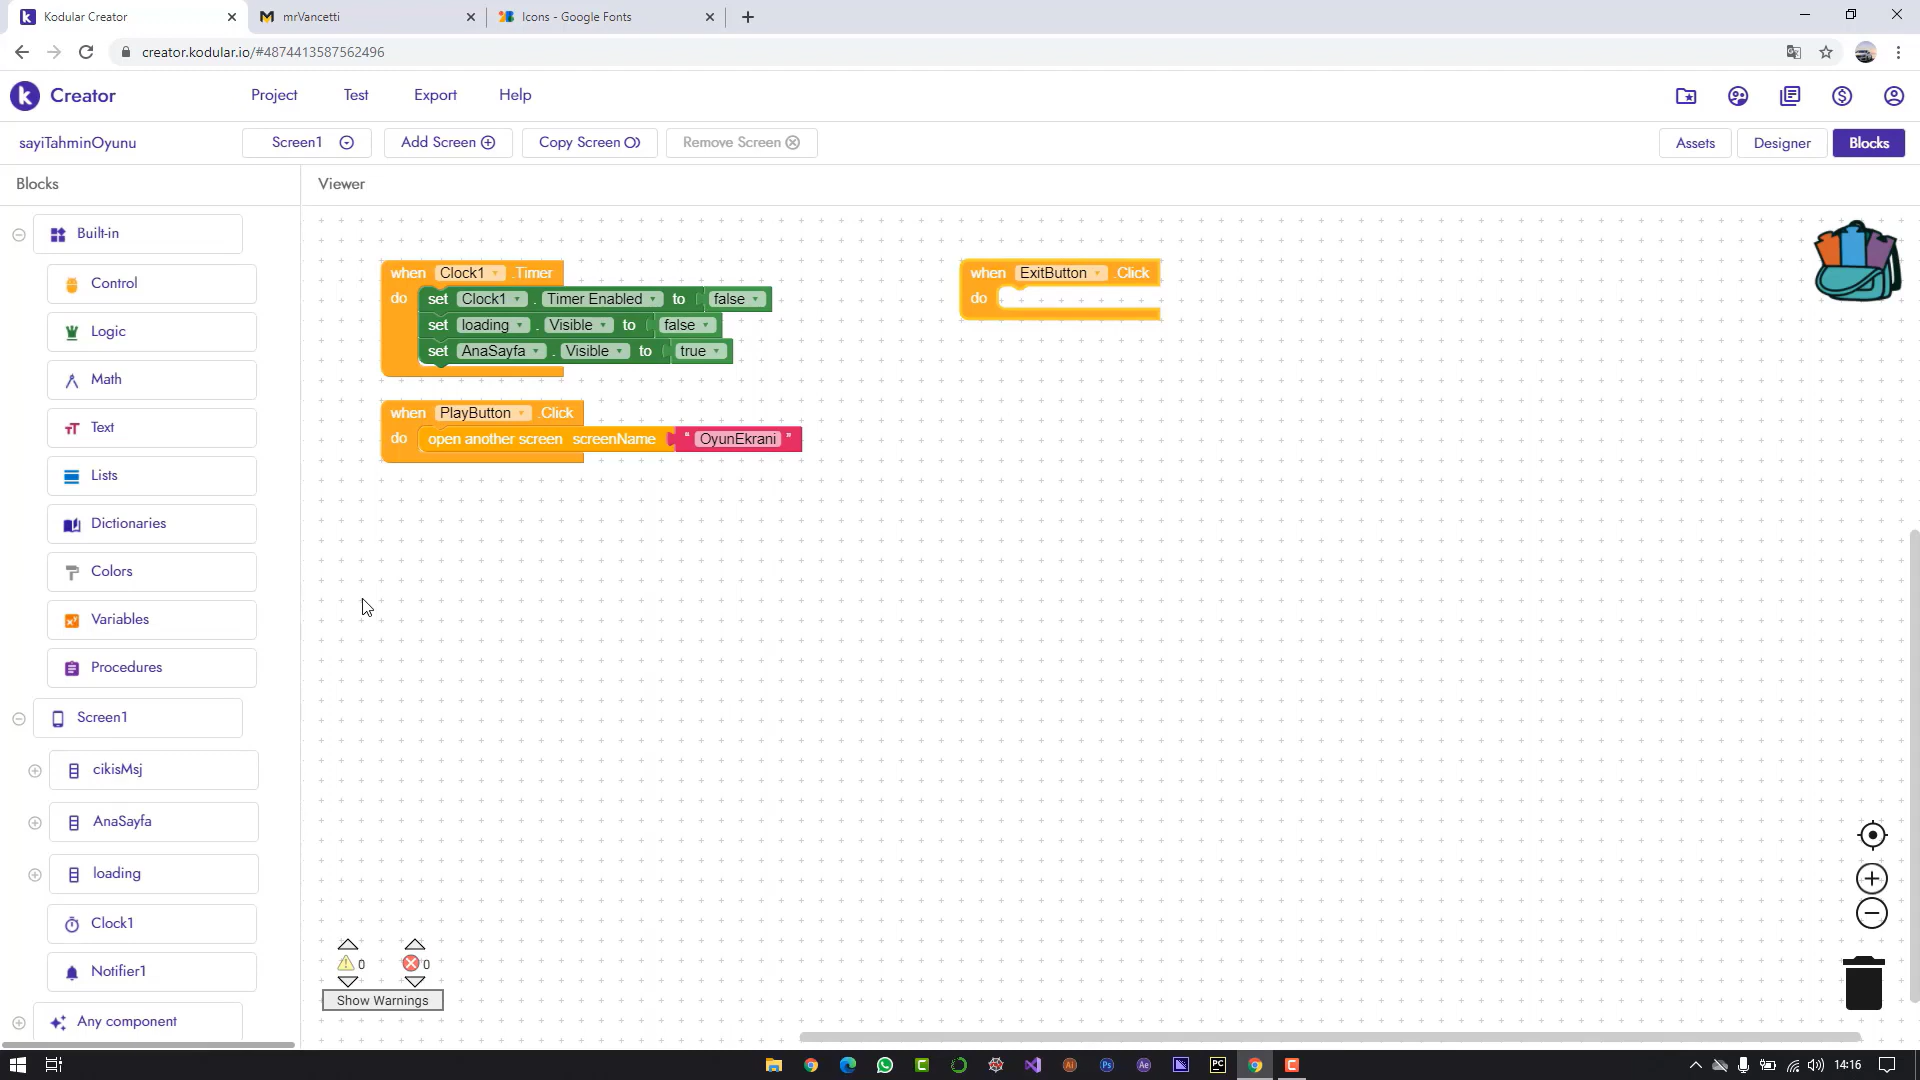 Kodular Creator
mrVancetti
Icons - Google Fonts
creator.kodular.io/#4874413587562496
Creator
Project
Test
Export
Help
sayiTahminOyunu
Screen1
Add Screen
Copy Screen
Remove Screen
Assets
Designer
Blocks
Blocks
Viewer
Built-in
Control
Logic
Math
Text
Lists
Dictionaries
Colors
Variables
Procedures
Screen1
cikisMsj
AnaSayfa
loading
Clock1
Notifier1
Any component
when Clock1 .Timer
do set Clock1 . Timer Enabled to false
set loading . Visible to false
set AnaSayfa . Visible to true
when PlayButton .Click
do open another screen screenName " OyunEkrani "
when ExitButton .Click
do
0 0
Show Warnings
14:16